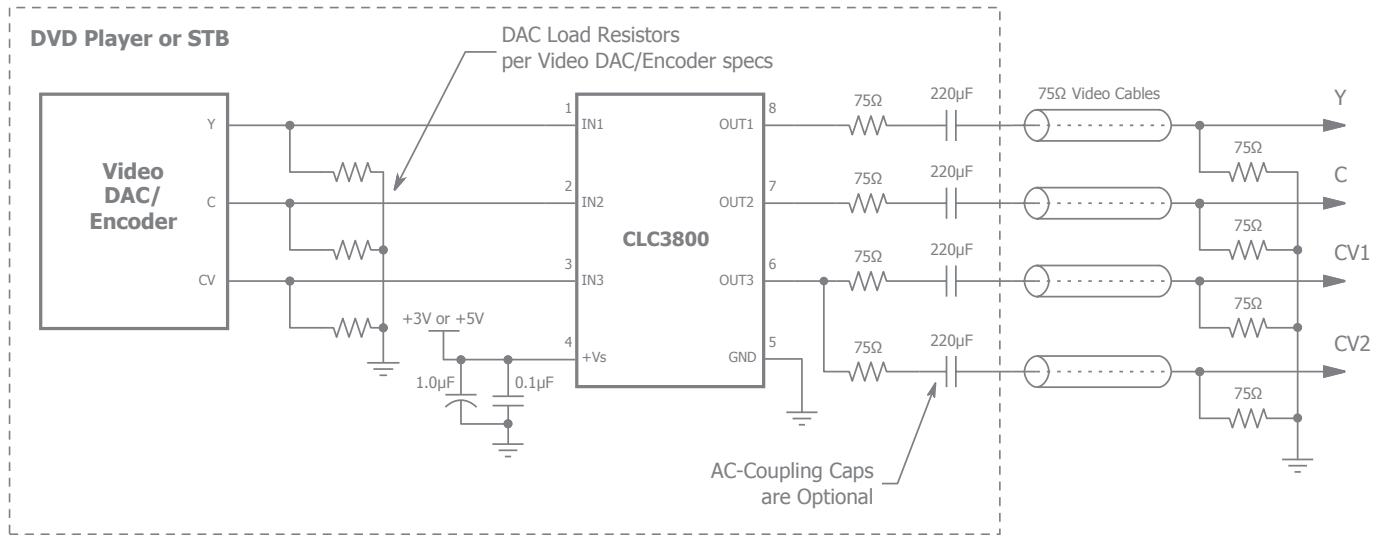 DVD Player or STB
DAC Load Resistors
per Video DAC/Encoder specs
Video
DAC/
Encoder
Y
C
CV
CLC3800
1
IN1
2
IN2
3
IN3
4
+Vs
8
OUT1
7
OUT2
6
OUT3
5
GND
+3V or +5V
1.0µF
0.1µF
75Ω
220µF
75Ω Video Cables
Y
75Ω
75Ω
220µF
C
75Ω
75Ω
220µF
CV1
75Ω
75Ω
220µF
CV2
75Ω
AC-Coupling Caps
are Optional